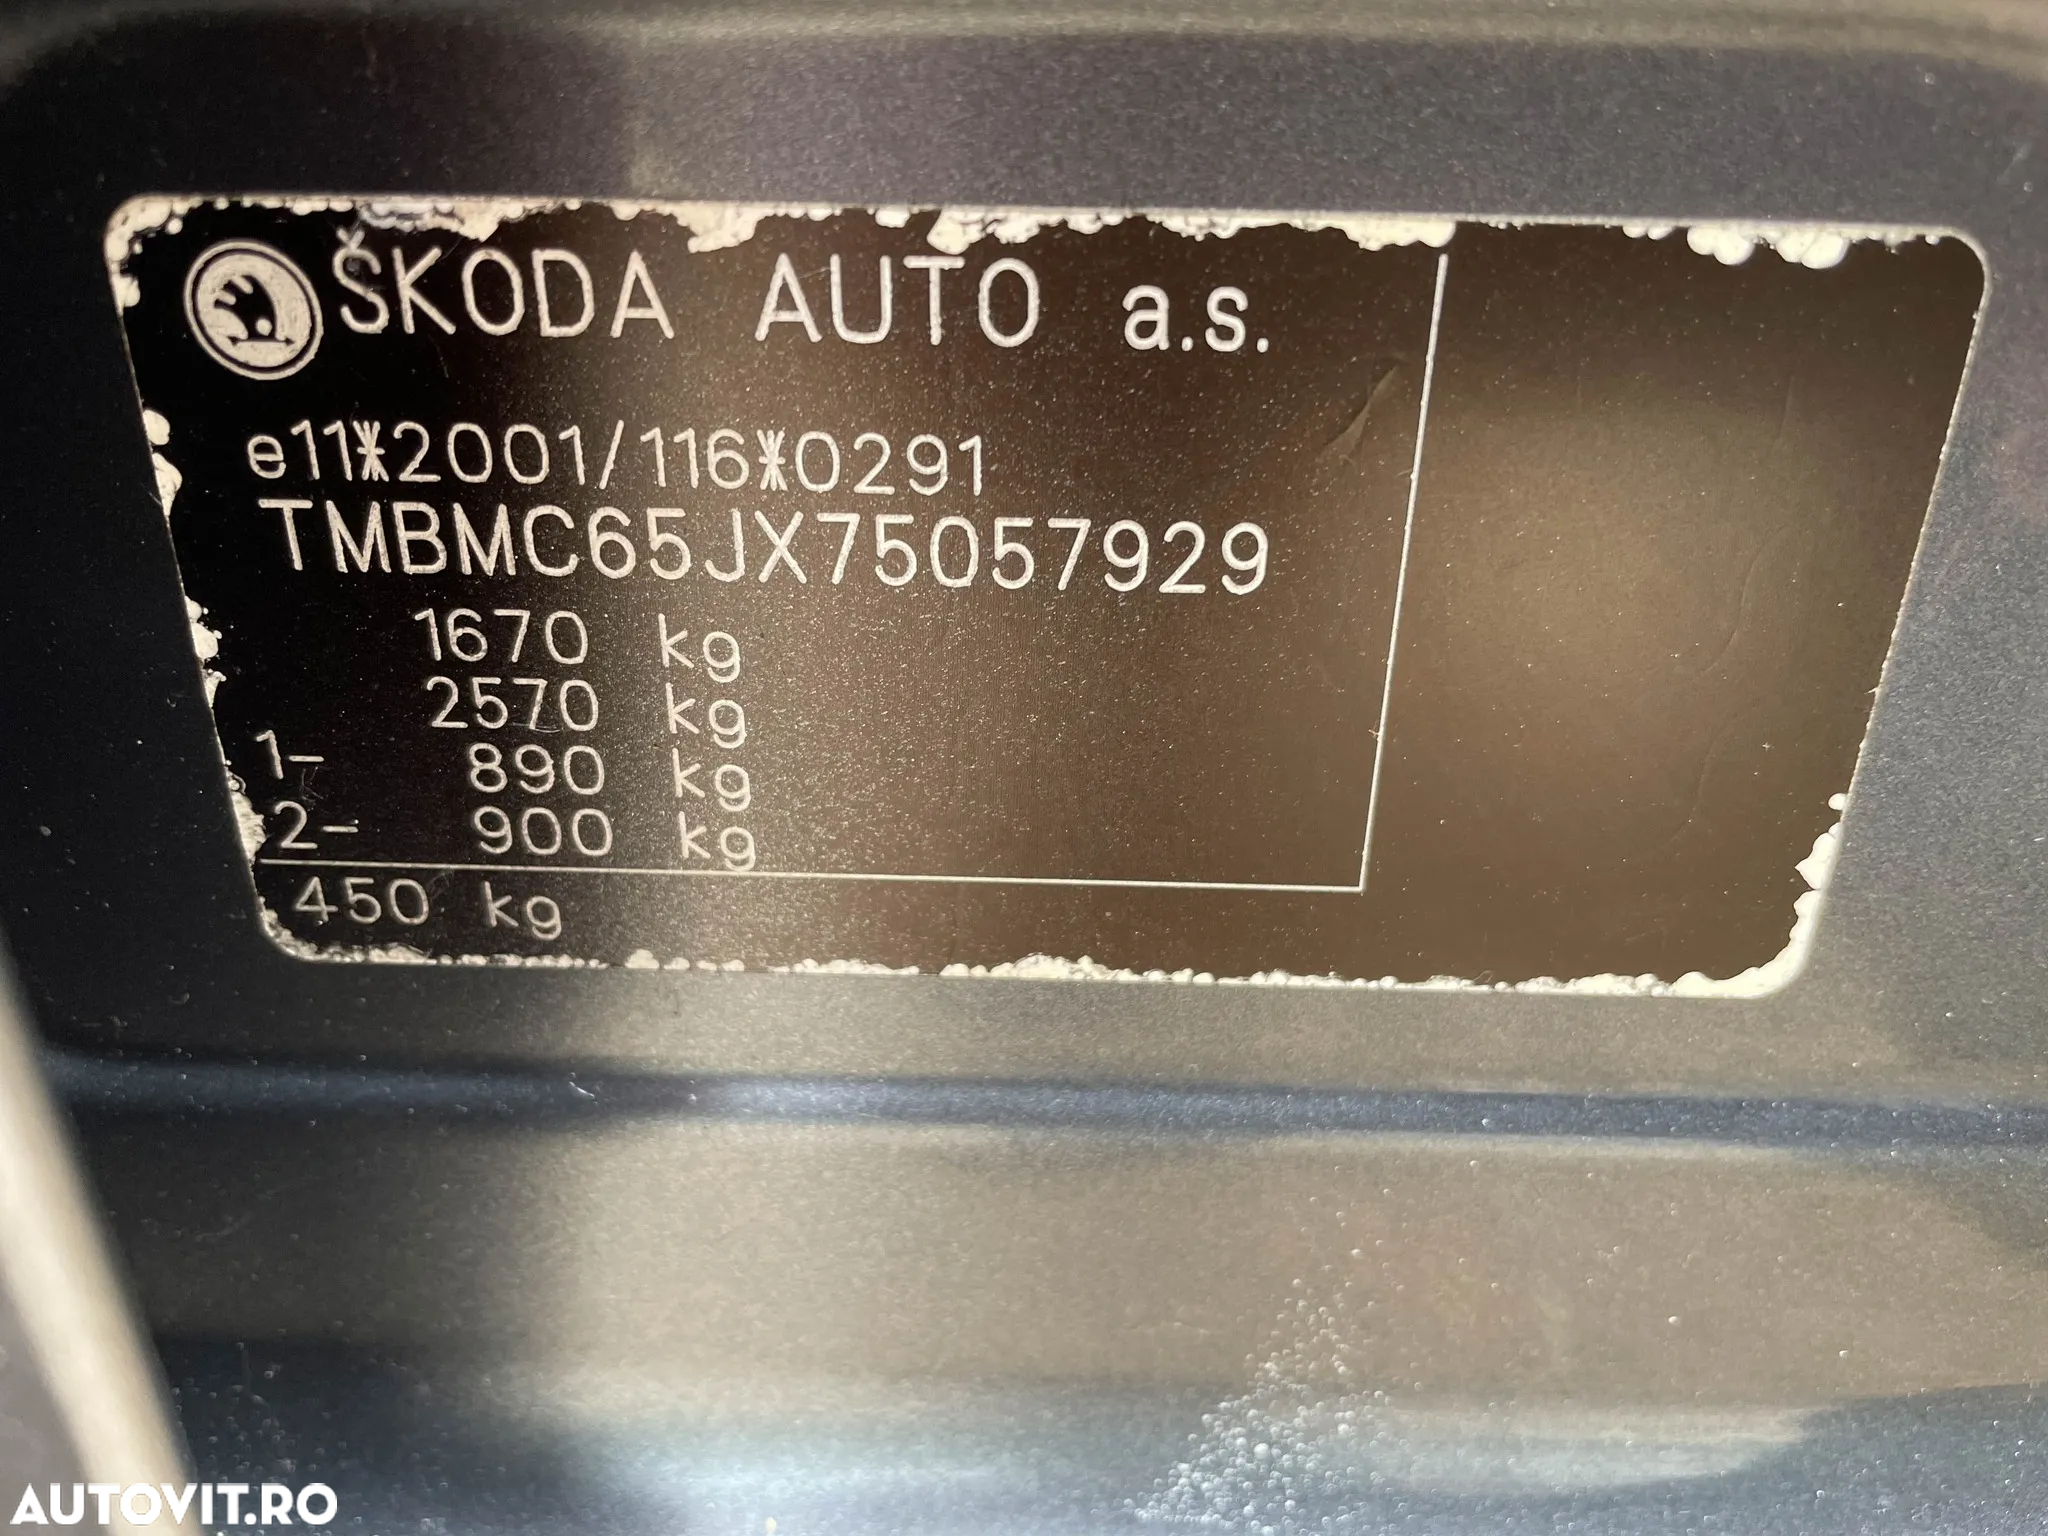 ŠKODA AUTO a.s.
e11*2001/116*0291
TMBMC65JX75057929
1670 kg
2570 kg
1- 890 kg
2- 900 kg
450 kg
AUTOVIT.RO